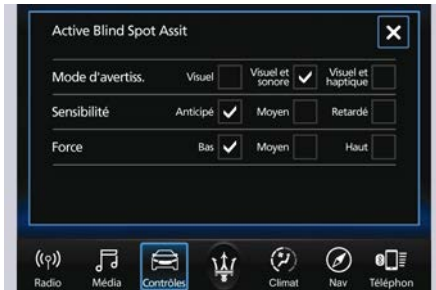 Active Blind Spot Assit
Mode d'avertiss. Visuel Visuel et sonore Visuel et haptique
Sensibilité Anticipé Moyen Retardé
Force Bas Moyen Haut
Radio Média Contrôles Climat Nav Téléphon